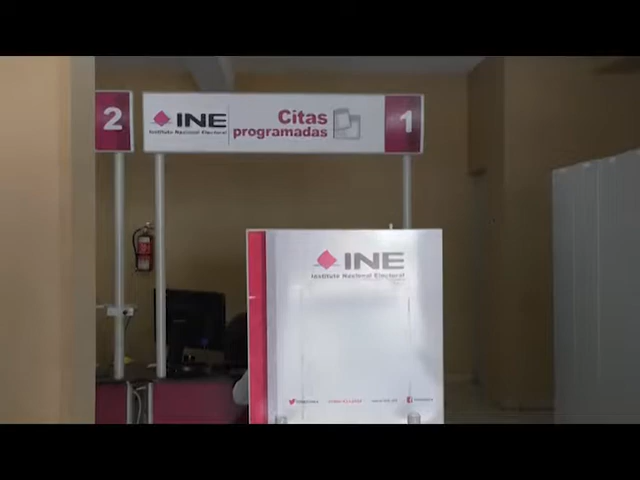 2
INE
Instituto Nacional Electoral
Citas
programadas
1
INE
Instituto Nacional Electoral